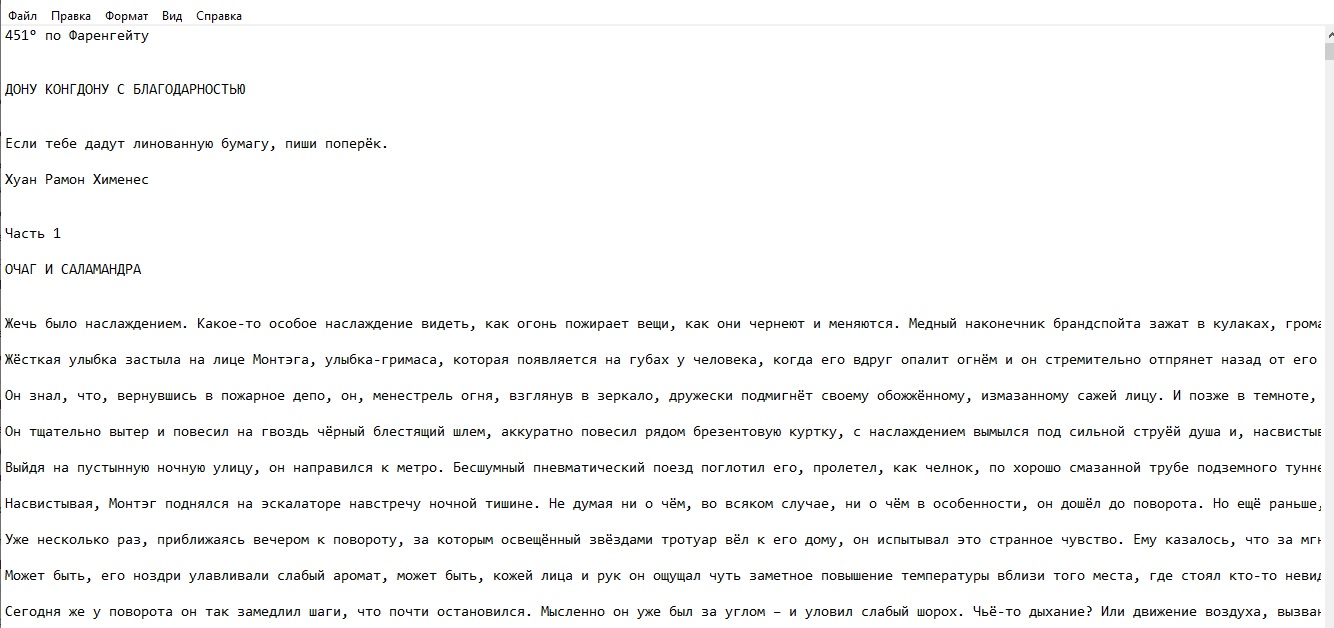 Файл Правка Формат Вид Справка
451° по Фаренгейту
ДОНУ КОНГДОНУ С БЛАГОДАРНОСТЬЮ
Если тебе дадут линованную бумагу, пиши поперёк.
Хуан Рамон Хименес
Часть 1
ОЧАГ И САЛАМАНДРА
Жечь было наслаждением. Какое-то особое наслаждение видеть, как огонь пожирает вещи, как они чернеют и меняются. Медный наконечник брандспойта зажат в кулаках,
Жёсткая улыбка застыла на лице Монтэга, улыбка-гримаса, которая появляется на губах у человека, когда его вдруг опалит огнём и он стремительно отпрянет назад от его
Он знал, что, вернувшись в пожарное депо, он, менестрель огня, взглянув в зеркало, дружески подмигнёт своему обожжённому, измазанному сажей лицу. И позже в темноте,
Он тщательно вытер и повесил на гвоздь чёрный блестящий шлем, аккуратно повесил рядом брезентовую куртку, с наслаждением вымылся под сильной струёй душа и,
Выйдя на пустынную ночную улицу, он направился к метро. Бесшумный пневматический поезд поглотил его, пролетел, как челнок, по хорошо смазанной трубе подземного
Насвистывая, Монтэг поднялся на эскалаторе навстречу ночной тишине. Не думая ни о чём, во всяком случае, ни о чём в особенности, он дошёл до поворота. Но ещё раньше,
Уже несколько раз, приближаясь вечером к повороту, за которым освещённый звёздами тротуар вёл к его дому, он испытывал это странное чувство. Ему казалось, что за
Может быть, его ноздри улавливали слабый аромат, может быть, кожей лица и рук он ощущал чуть заметное повышение температуры вблизи того места, где стоял кто-то
Сегодня же у поворота он так замедлил шаги, что почти остановился. Мысленно он уже был за углом – и уловил слабый шорох. Чьё-то дыхание? Или движение воздуха,